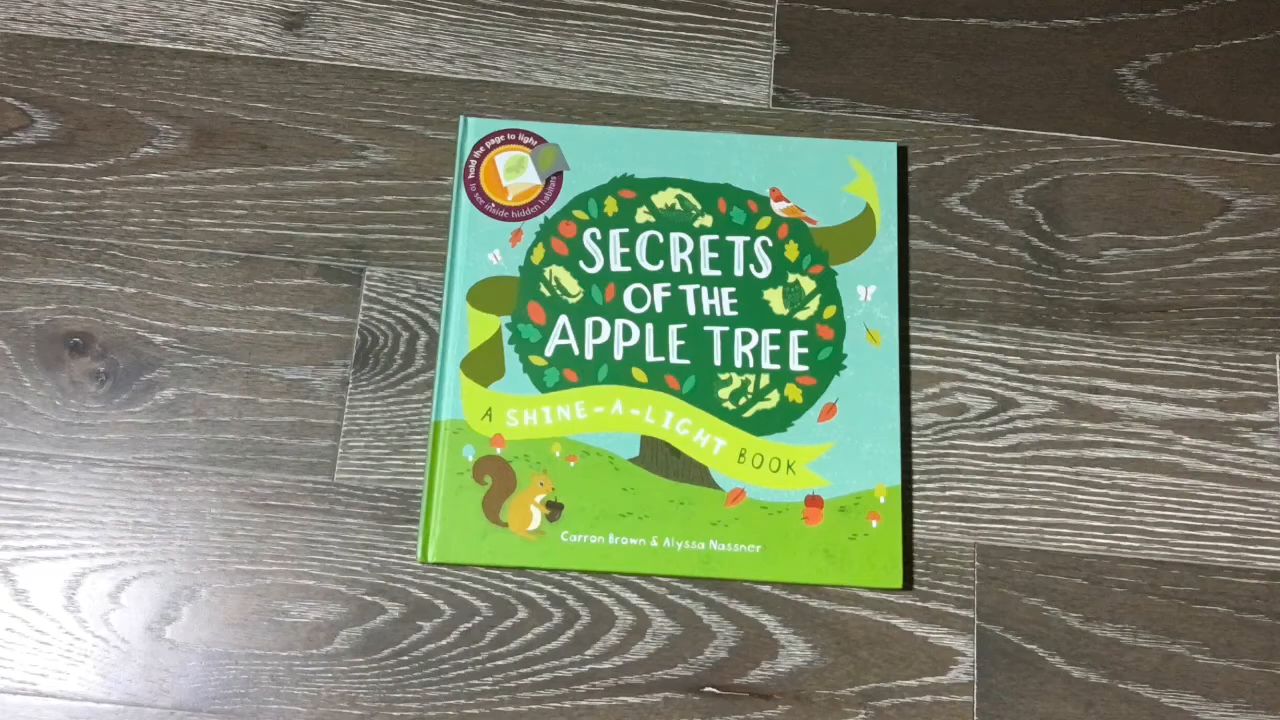 hold the page to light
to see inside hidden habitats
SECRETS
OF THE
APPLE TREE
A SHINE-A-LIGHT BOOK
Carron Brown & Alyssa Nassner